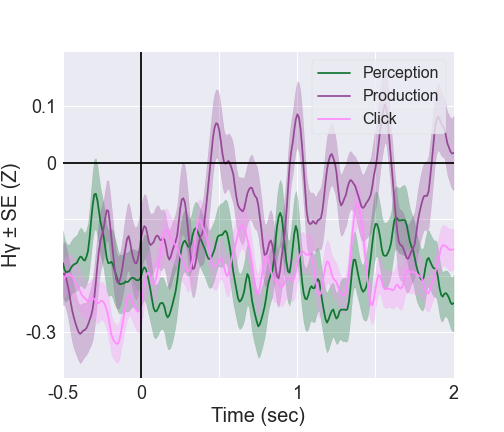 Perception
Production
Click
0.1
0
-0.3
Hγ ± SE (Z)
-0.5 0 1 2
Time (sec)